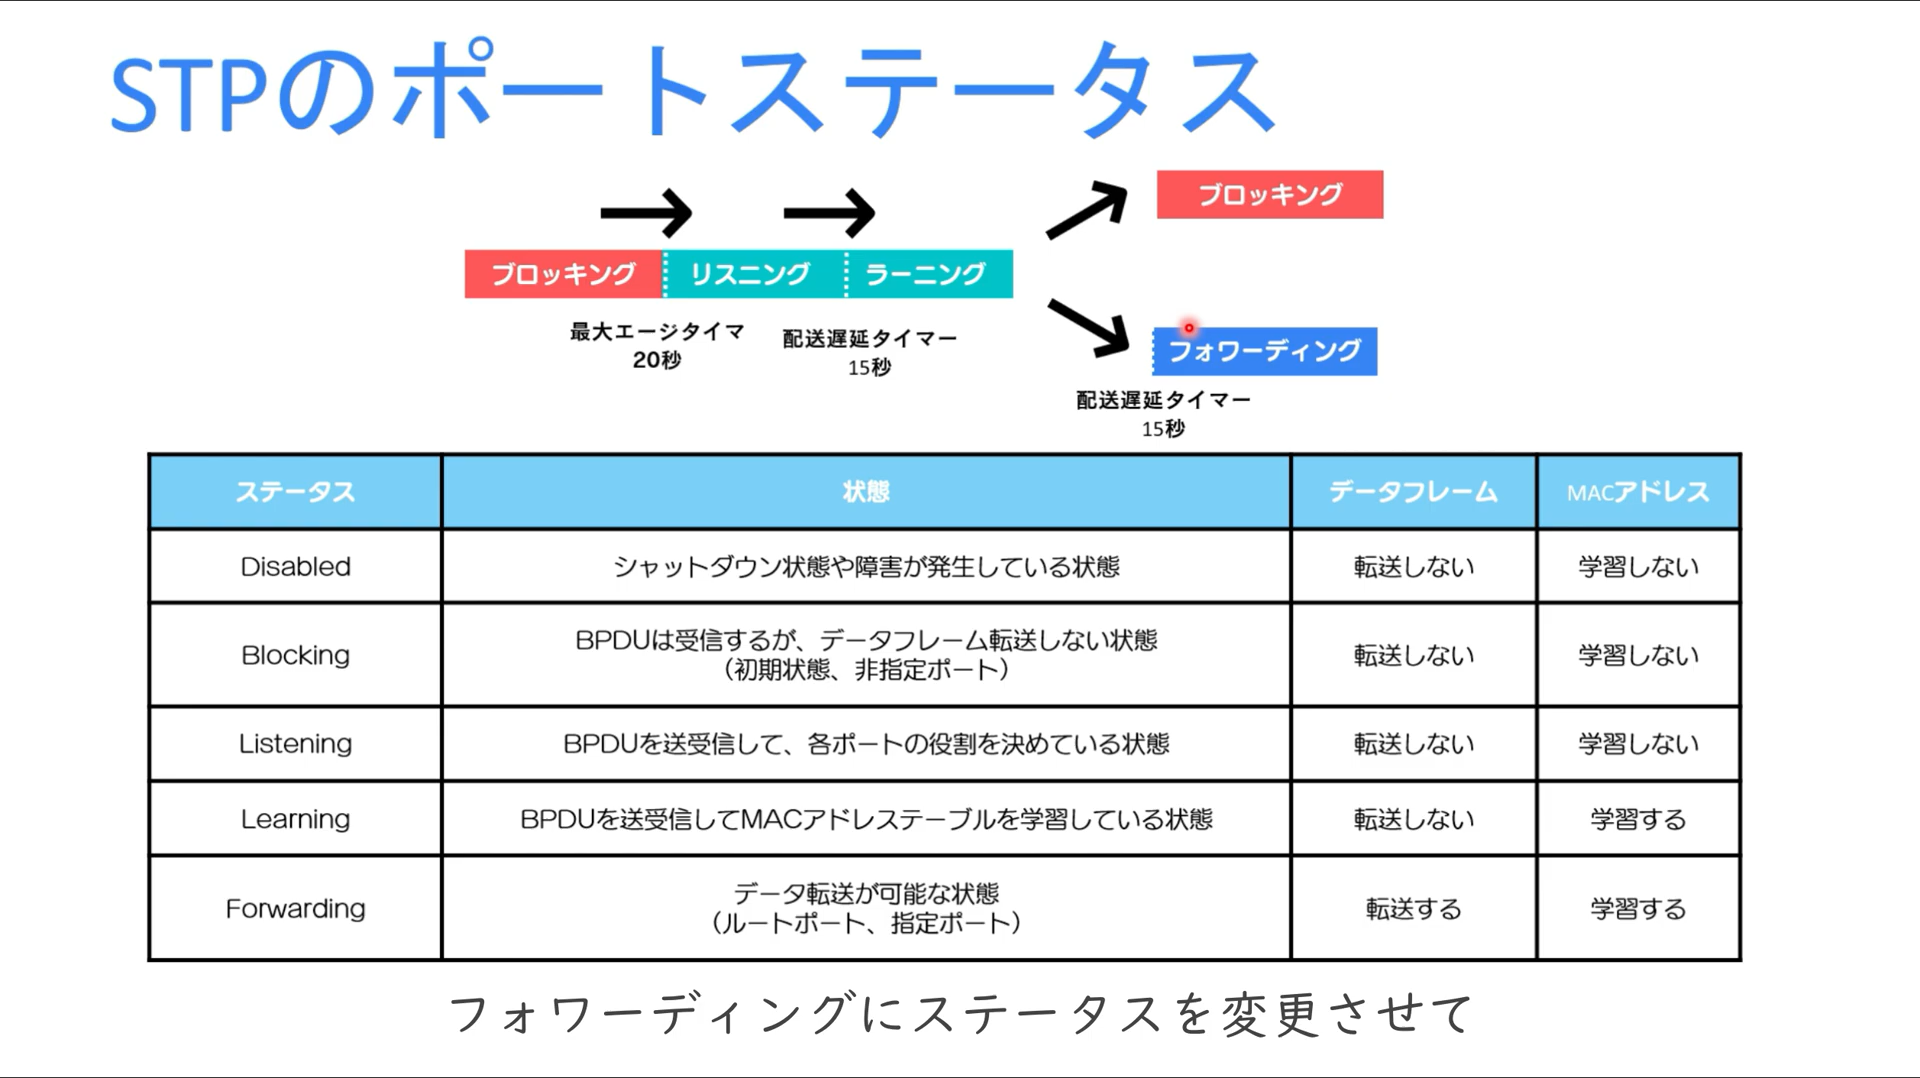 STPのポートステータス
ブロッキング
ブロッキング
リスニング
ラーニング
最大エージタイマ
20秒
配送遅延タイマー
15秒
フォワーディング
配送遅延タイマー
15秒
ステータス 状態 データフレーム MACアドレス
Disabled シャットダウン状態や障害が発生している状態 転送しない 学習しない
Blocking BPDUは受信するが、データフレーム転送しない状態
（初期状態、非指定ポート） 転送しない 学習しない
Listening BPDUを送受信して、各ポートの役割を決めている状態 転送しない 学習しない
Learning BPDUを送受信してMACアドレステーブルを学習している状態 転送しない 学習する
Forwarding データ転送が可能な状態
（ルートポート、指定ポート） 転送する 学習する
フォワーディングにステータスを変更させて